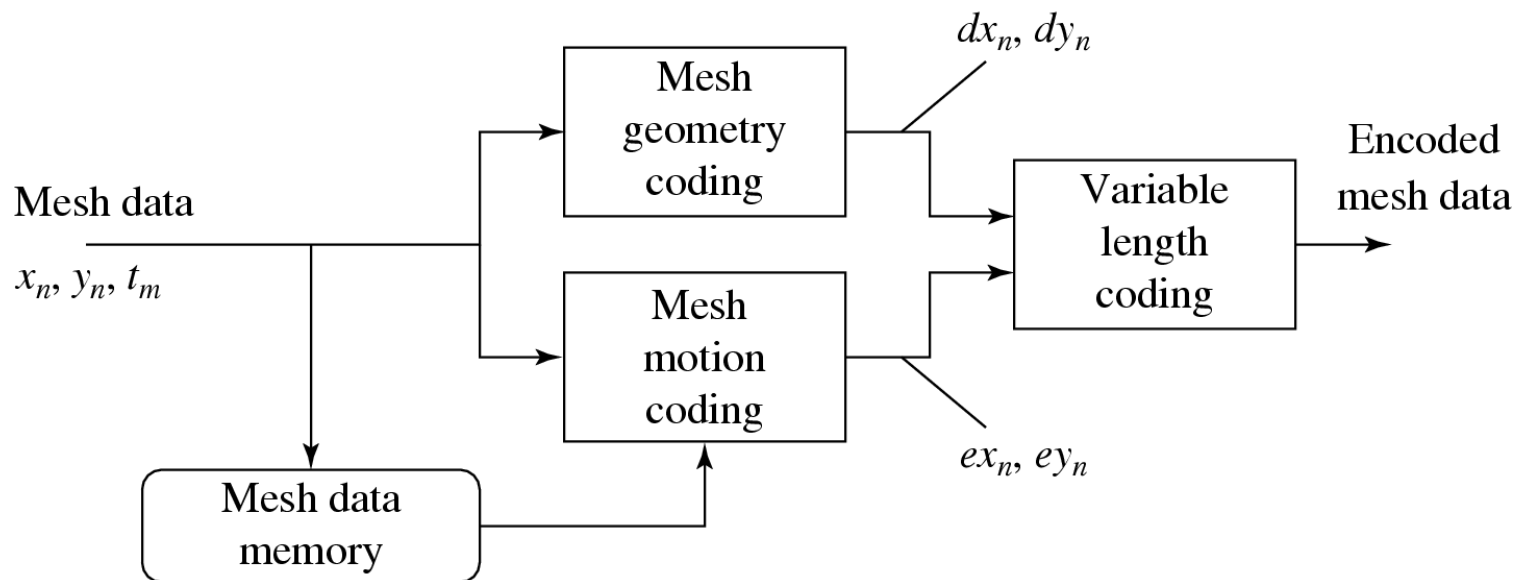 Mesh data
xₙ, yₙ, tₘ
Mesh data
memory
Mesh
geometry
coding
Mesh
motion
coding
dxₙ, dyₙ
exₙ, eyₙ
Variable
length
coding
Encoded
mesh data